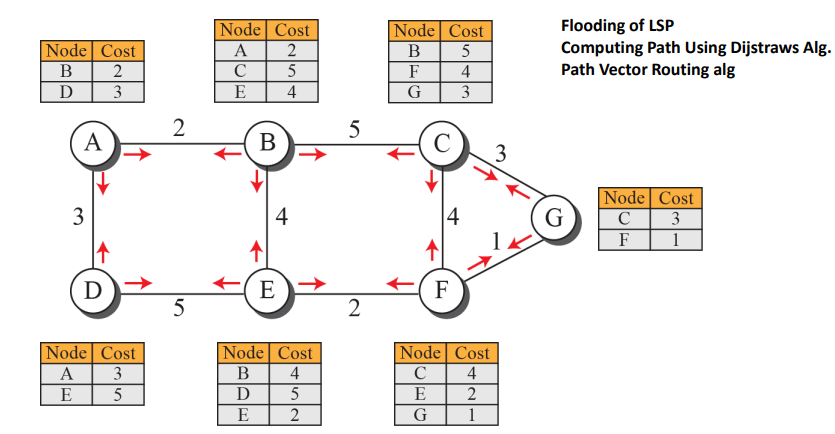 Flooding of LSP
Computing Path Using Dijstraws Alg.
Path Vector Routing alg
Node Cost
B 2
D 3
Node Cost
A 2
C 5
E 4
Node Cost
B 5
F 4
G 3
A 2 B 5 C 3
3 4 4 1 G
D 5 E 2 F
Node Cost
C 3
F 1
Node Cost
A 3
E 5
Node Cost
B 4
D 5
E 2
Node Cost
C 4
E 2
G 1